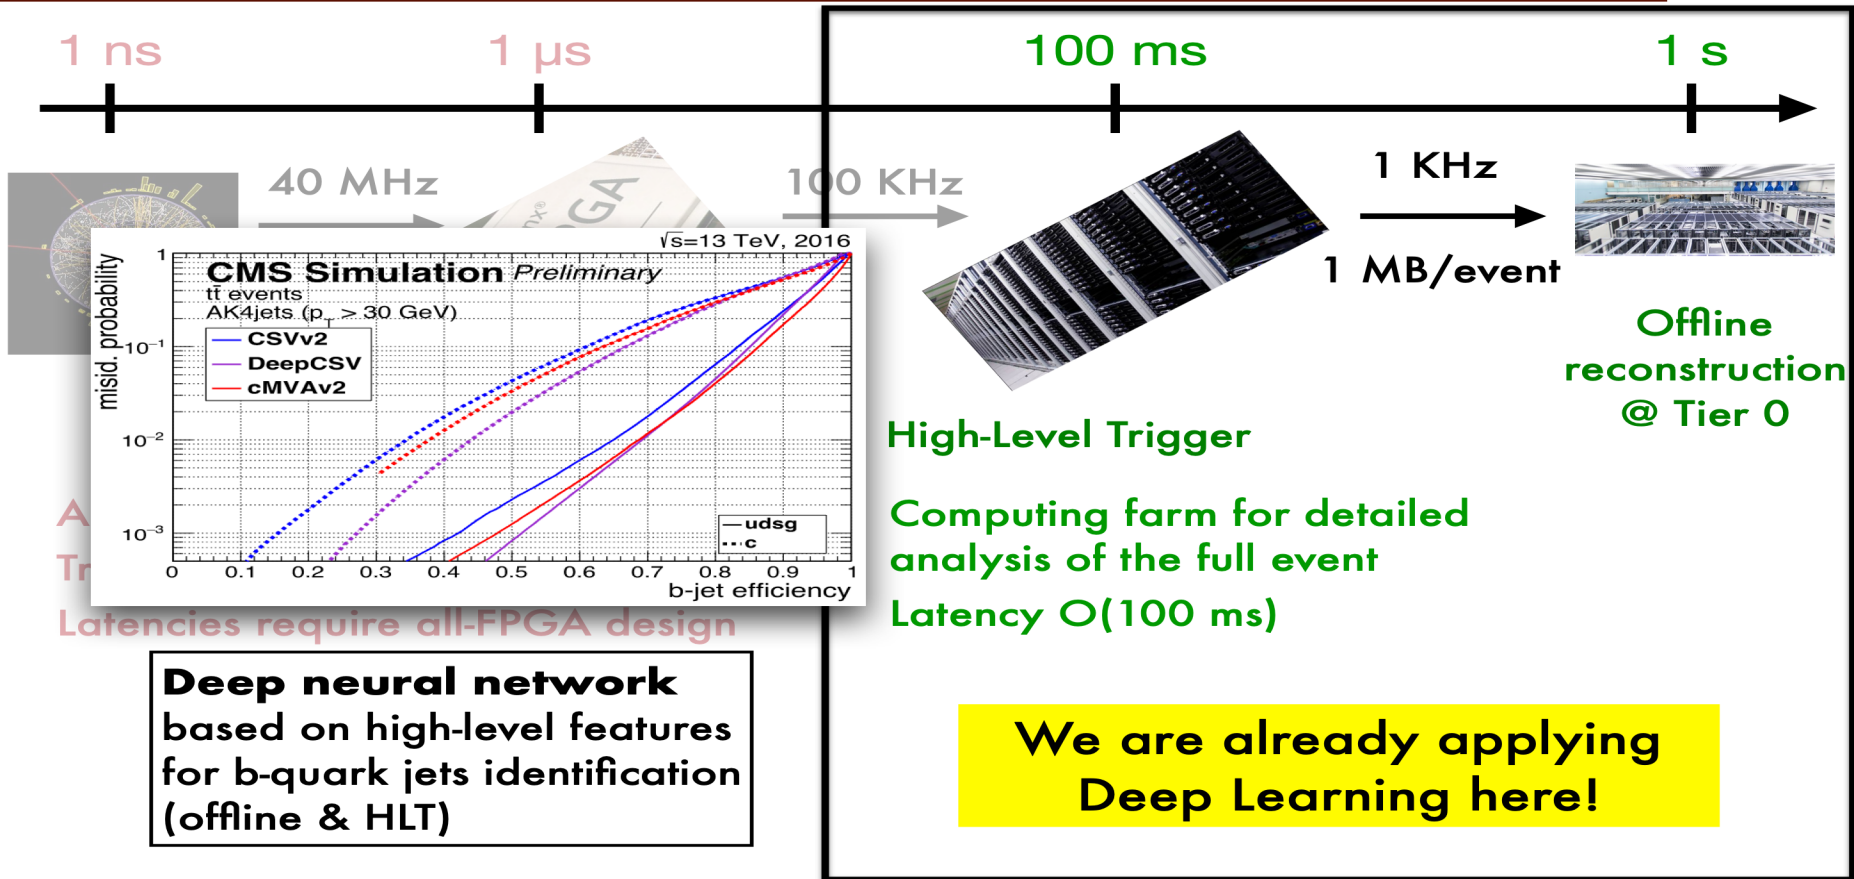 1 ns
1 µs
100 ms
1 s
40 MHz
100 KHz
1 KHz
1 MB/event
GA
√s=13 TeV, 2016
CMS Simulation Preliminary
tt̄ events
AK4jets (p_T > 30 GeV)
CSVv2
DeepCSV
cMVAv2
misid. probability
1
10⁻¹
10⁻²
10⁻³
udsg
c
0 0.1 0.2 0.3 0.4 0.5 0.6 0.7 0.8 0.9 1
b-jet efficiency
Offline
reconstruction
@ Tier 0
High-Level Trigger
Computing farm for detailed
analysis of the full event
Latency O(100 ms)
A
Tr
Latencies require all-FPGA design
Deep neural network
based on high-level features
for b-quark jets identification
(offline & HLT)
We are already applying
Deep Learning here!